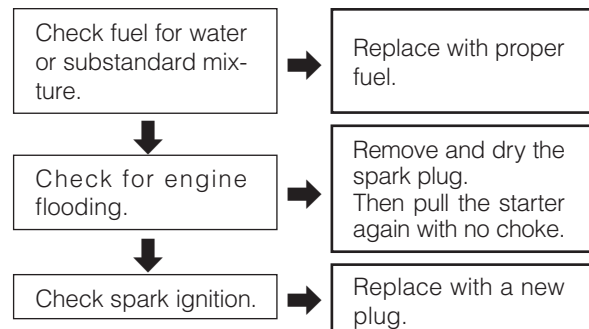 Check fuel for water
or substandard mix-
ture.
Replace with proper
fuel.
Check for engine
flooding.
Remove and dry the
spark plug.
Then pull the starter
again with no choke.
Check spark ignition.
Replace with a new
plug.